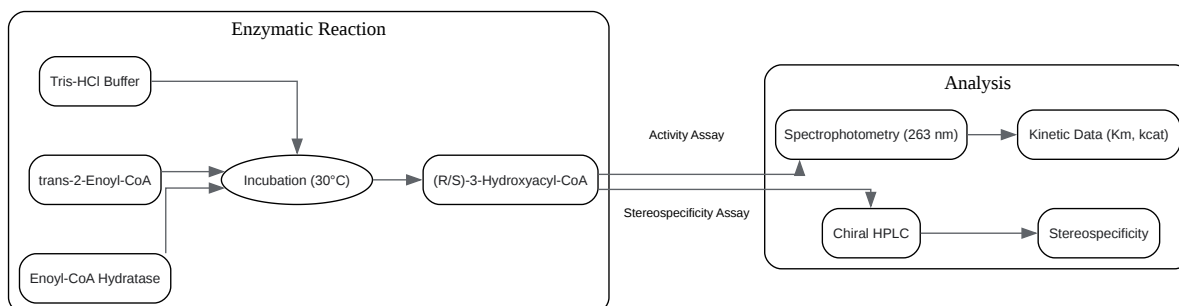 Enzymatic Reaction
Tris-HCl Buffer
trans-2-Enoyl-CoA
Enoyl-CoA Hydratase
Incubation (30°C)
(R/S)-3-Hydroxyacyl-CoA
Activity Assay
Stereospecificity Assay
Analysis
Spectrophotometry (263 nm)
Kinetic Data (Km, kcat)
Chiral HPLC
Stereospecificity